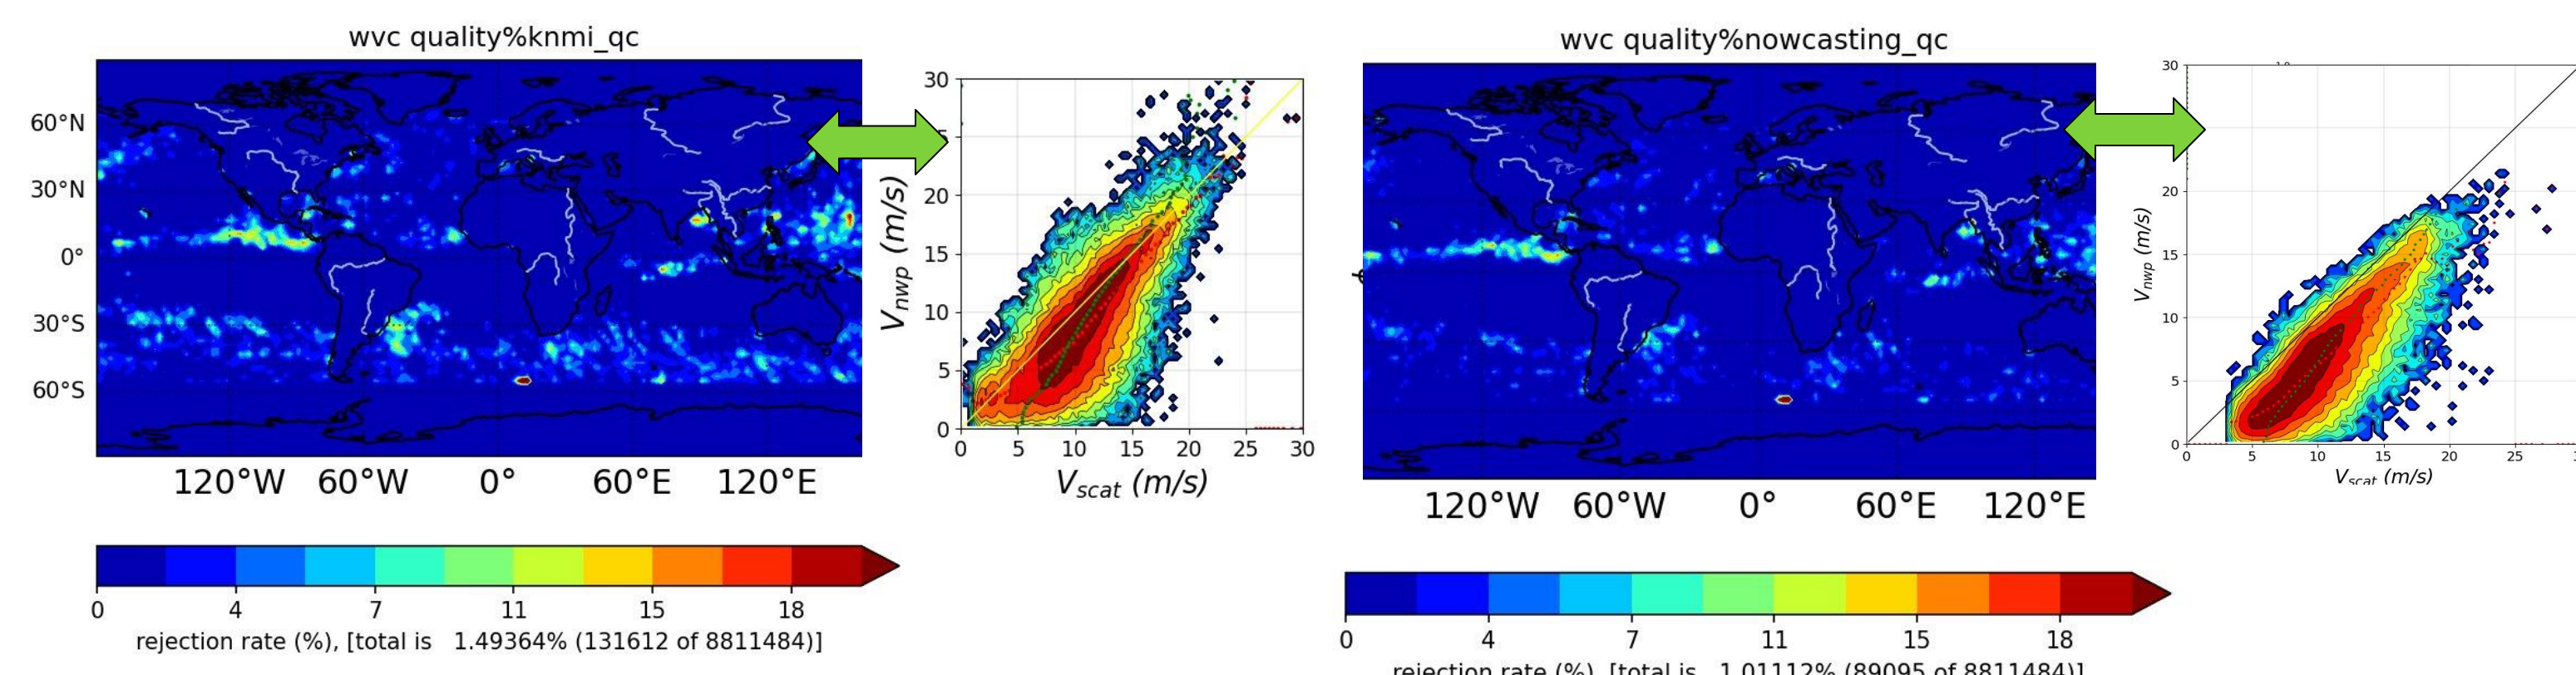 wvc quality%knmi_qc
60°N
30°N
0°
30°S
60°S
120°W 60°W 0° 60°E 120°E
0 4 7 11 15 18
rejection rate (%), [total is 1.49364% (131612 of 8811484)]
30
20
15
10
5
0
V_nwp (m/s)
0 5 10 15 20 25 30
V_scat (m/s)
wvc quality%nowcasting_qc
120°W 60°W 0° 60°E 120°E
0 4 7 11 15 18
rejection rate (%), [total is 1.01112% (89095 of 8811484)]
30
20
15
10
5
0
V_nwp (m/s)
0 5 10 15 20 25
V_scat (m/s)